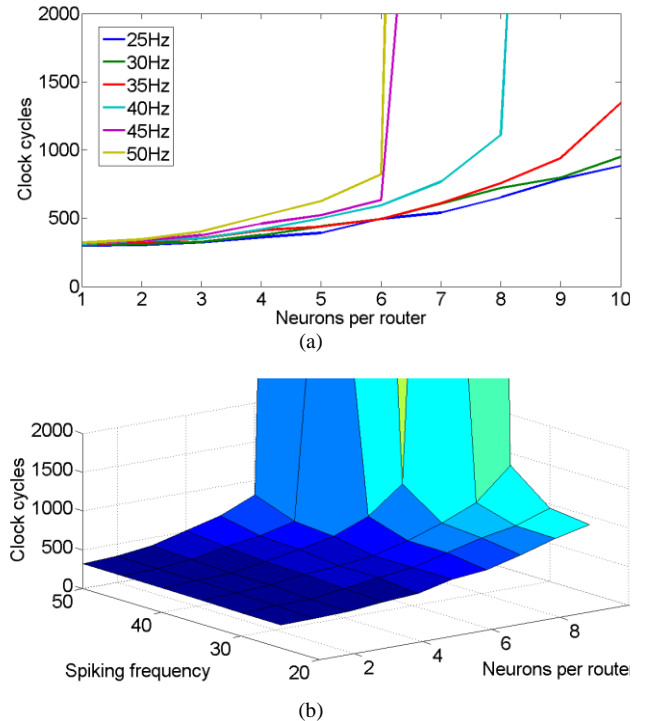 2000
1500
1000
500
0
Clock cycles
25Hz
30Hz
35Hz
40Hz
45Hz
50Hz
1 2 3 4 5 6 7 8 9 10
Neurons per router
(a)
2000
1500
1000
500
0
Clock cycles
50
40
30
20
Spiking frequency
2
4
6
8
Neurons per route
(b)